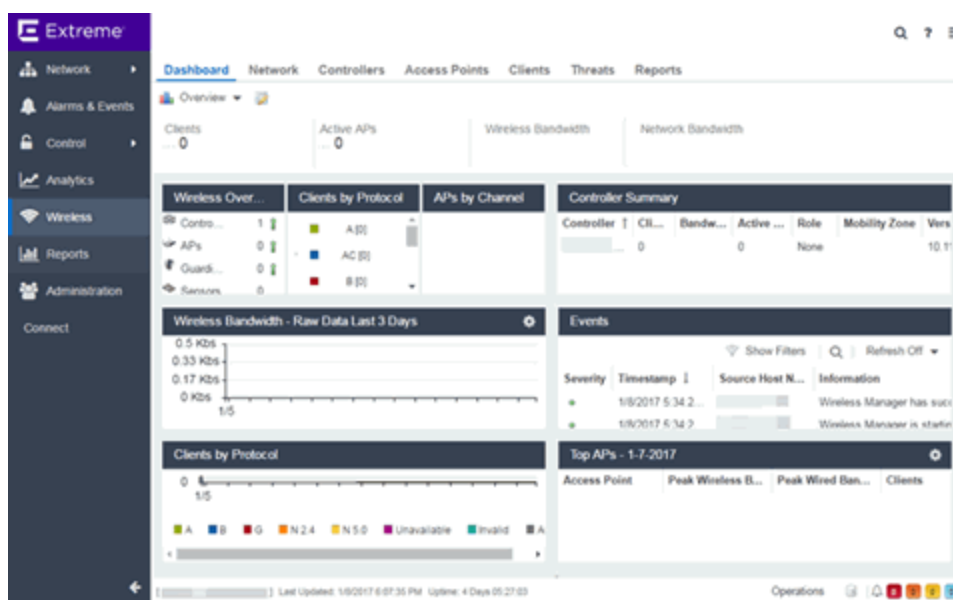 Extreme
Network
Alarms & Events
Control
Analytics
Wireless
Reports
Administration
Connect
Dashboard Network Controllers Access Points Clients Threats Reports
Overview
Clients Active APs Wireless Bandwidth Network Bandwidth
... 0 ... 0
Wireless Over... Clients by Protocol APs by Channel
Contro... 1
APs 0
Guardi... 0
Sensors 0
A [0]
AC [0]
B [0]
Controller Summary
Controller Cli... Bandw... Active ... Role Mobility Zone Vers
... 0 0 None 10.1
Wireless Bandwidth - Raw Data Last 3 Days
0.5 Kbs
0.33 Kbs
0.17 Kbs
0 Kbs
1/5
Events
Show Filters Refresh Off
Severity Timestamp Source Host N... Information
1/8/2017 5:34:2... Wireless Manager has succ
1/8/2017 5:34:2... Wireless Manager is startin
Clients by Protocol
0
1/5
A B G N 2.4 N 5.0 Unavailable Invalid A
Top APs - 1-7-2017
Access Point Peak Wireless B... Peak Wired Ban... Clients
[ ] Last Updated: 1/8/2017 6:07:35 PM Uptime: 4 Days 05:27:03
Operations